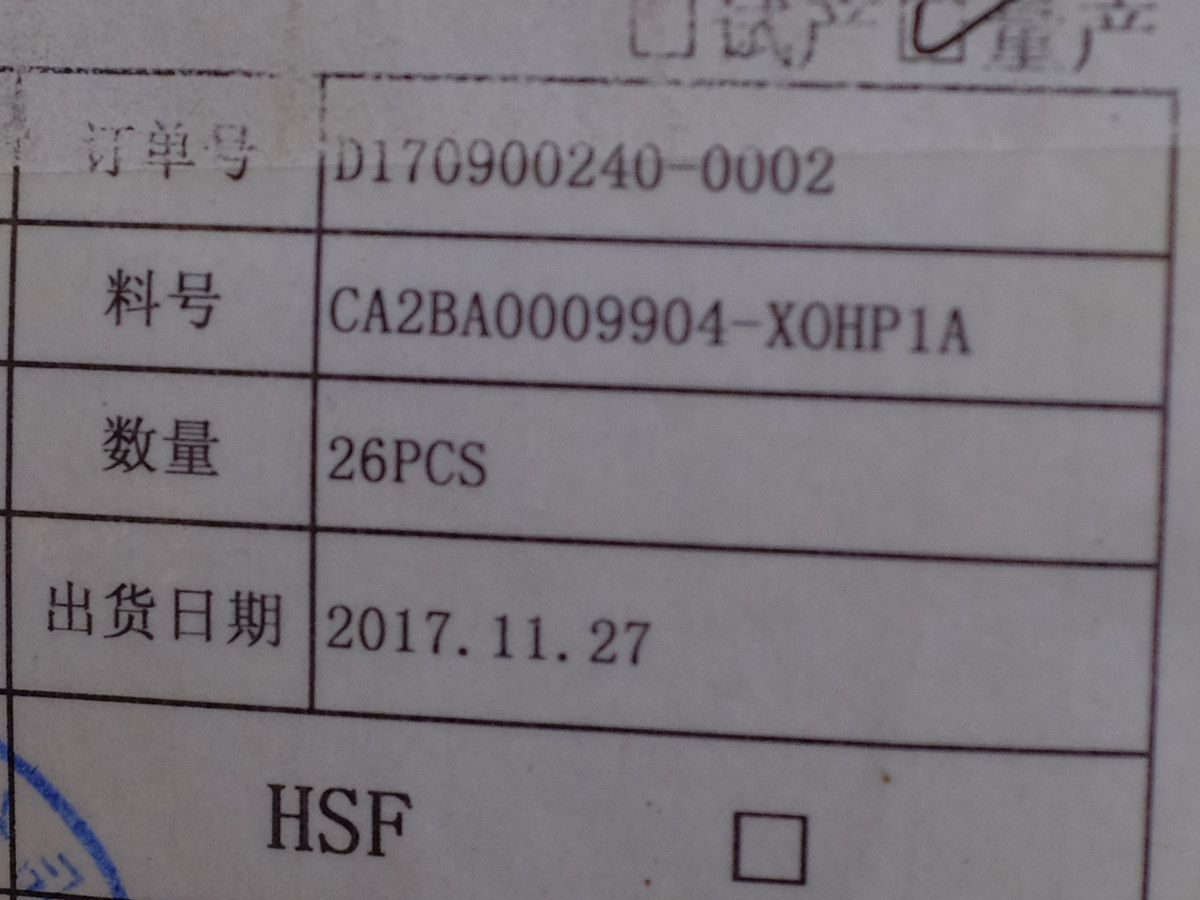 □试产 ☑量产
订单号 D170900240-0002
料号 CA2BA0009904-X0HP1A
数量 26PCS
出货日期 2017.11.27
HSF □